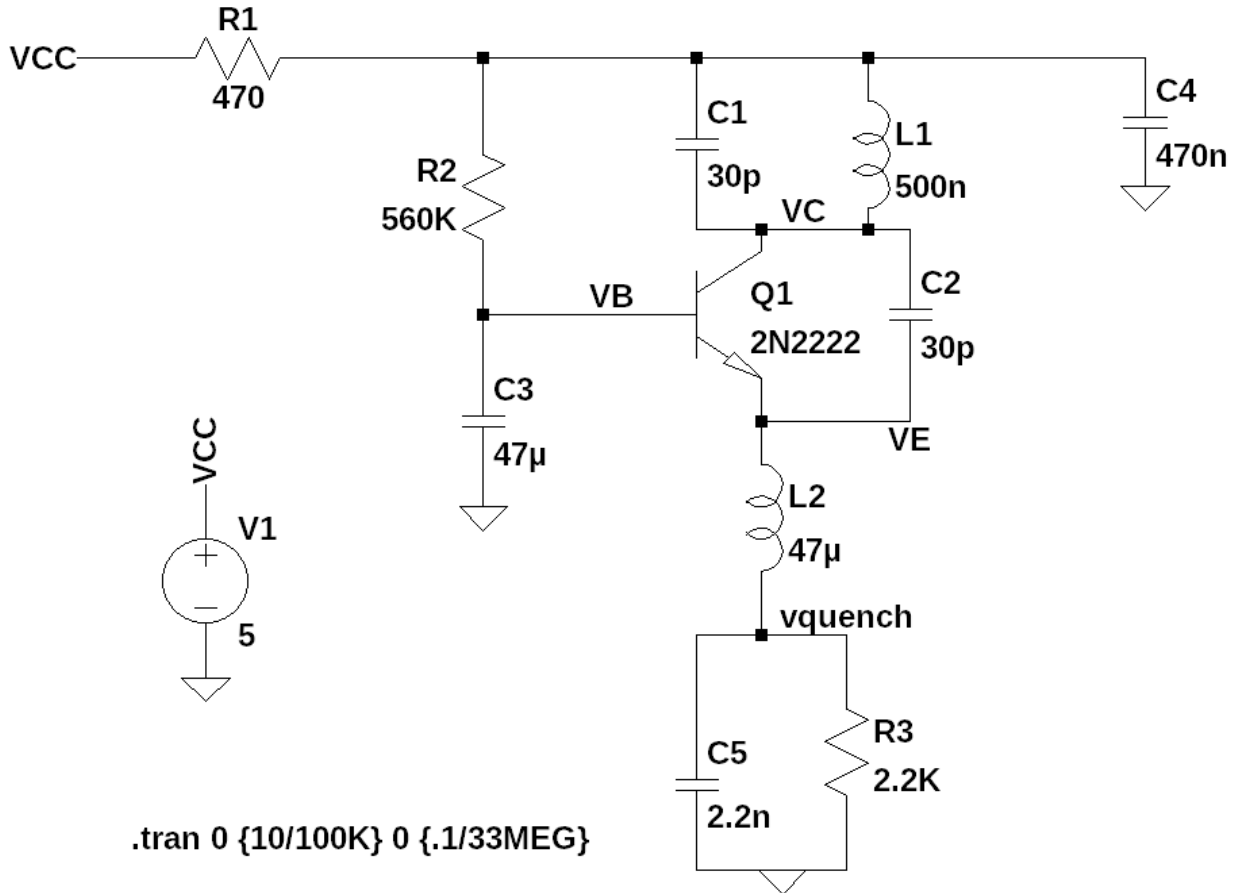 R1
VCC
470
C4
470n
C1
30p
L1
500n
R2
560K
VC
VB
Q1
2N2222
C2
30p
C3
47µ
VE
VCC
V1
5
L2
47µ
vquench
C5
2.2n
R3
2.2K
.tran 0 {10/100K} 0 {.1/33MEG}